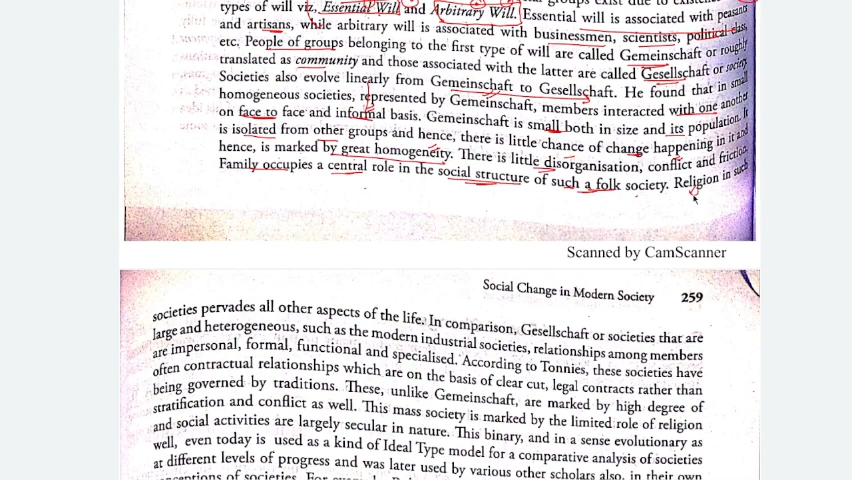 types of will viz. Essential Will and Arbitrary Will. Essential will is associated with peasants
and artisans, while arbitrary will is associated with businessmen, scientists, political class,
etc. People of groups belonging to the first type of will are called Gemeinschaft or roughly
translated as community and those associated with the latter are called Gesellschaft or society.
Societies also evolve linearly from Gemeinschaft to Gesellschaft. He found that in small
homogeneous societies, represented by Gemeinschaft, members interacted with one another
on face to face and informal basis. Gemeinschaft is small both in size and its population. It
is isolated from other groups and hence, there is little chance of change happening in it and
hence, is marked by great homogeneity. There is little disorganisation, conflict and friction.
Family occupies a central role in the social structure of such a folk society. Religion in such
Scanned by CamScanner
Social Change in Modern Society 259
societies pervades all other aspects of the life. In comparison, Gesellschaft or societies that are
large and heterogeneous, such as the modern industrial societies, relationships among members
are impersonal, formal, functional and specialised. According to Tonnies, these societies have
often contractual relationships which are on the basis of clear cut, legal contracts rather than
being governed by traditions. These, unlike Gemeinschaft, are marked by high degree of
stratification and conflict as well. This mass society is marked by the limited role of religion
and social activities are largely secular in nature. This binary, and in a sense evolutionary as
well, even today is used as a kind of Ideal Type model for a comparative analysis of societies
at different levels of progress and was later used by various other scholars also, in their own